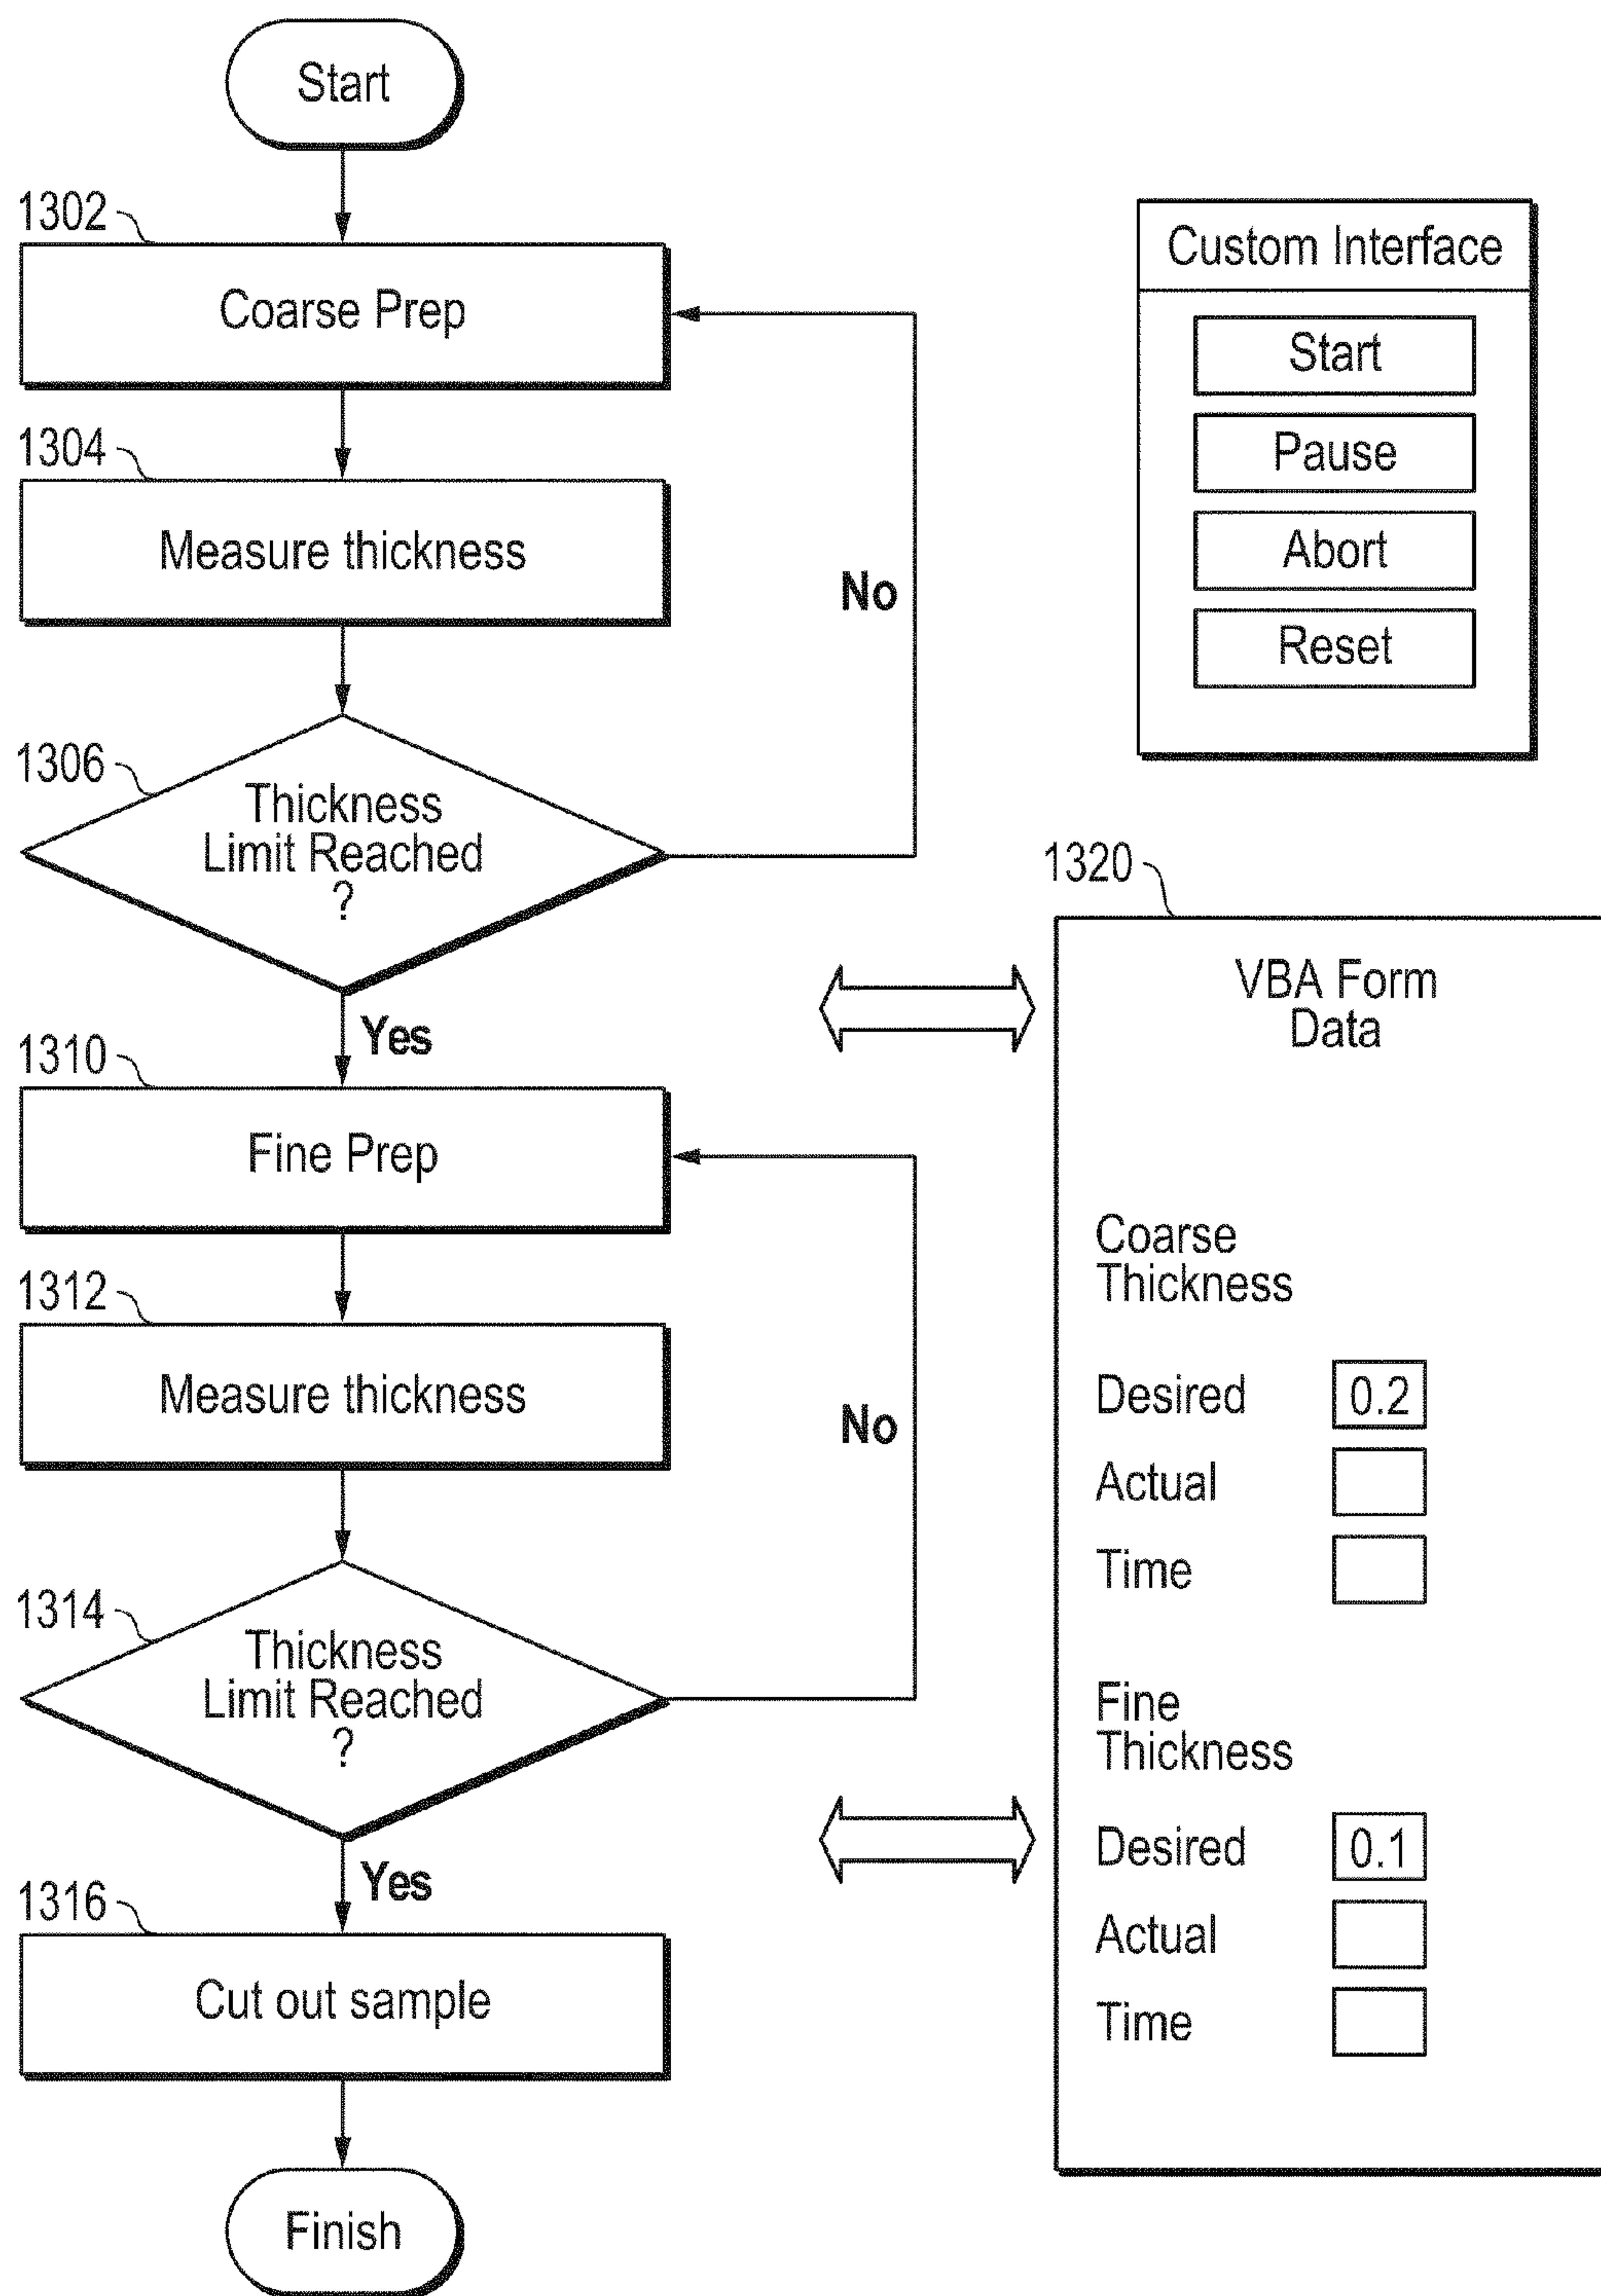 Start
1302
Coarse Prep
1304
Measure thickness
No
1306
Thickness
Limit Reached
?
Yes
1310
Fine Prep
1312
Measure thickness
No
1314
Thickness
Limit Reached
?
Yes
1316
Cut out sample
Finish
Custom Interface
Start
Pause
Abort
Reset
1320
VBA Form
Data
Coarse
Thickness
Desired 0.2
Actual
Time
Fine
Thickness
Desired 0.1
Actual
Time